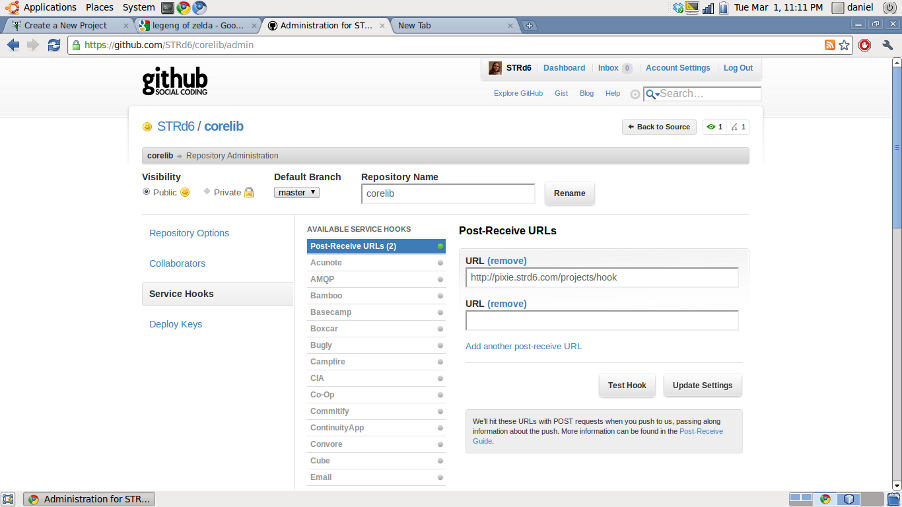 Applications Places System Tue Mar 1, 11:11 PM daniel
Create a New Project
legeng of zelda - Goo...
Administration for ST...
New Tab
https://github.com/STRd6/corelib/admin
github
SOCIAL CODING
STRd6 Dashboard Inbox 0 Account Settings Log Out
Explore GitHub Gist Blog Help Search...
STRd6 / corelib
Back to Source 1 1
corelib Repository Administration
Visibility
Public Private
Default Branch
master
Repository Name
corelib
Rename
Repository Options
Collaborators
Service Hooks
Deploy Keys
AVAILABLE SERVICE HOOKS
Post-Receive URLs (2)
Acunote
AMQP
Bamboo
Basecamp
Boxcar
Bugly
Campfire
CIA
Co-Op
Commitify
ContinuityApp
Convore
Cube
Email
Post-Receive URLs
URL (remove)
http://pixie.strd6.com/projects/hook
URL (remove)
Add another post-receive URL
Test Hook Update Settings
We'll hit these URLs with POST requests when you push to us, passing along
information about the push. More information can be found in the Post-Receive
Guide.
Administration for STR...